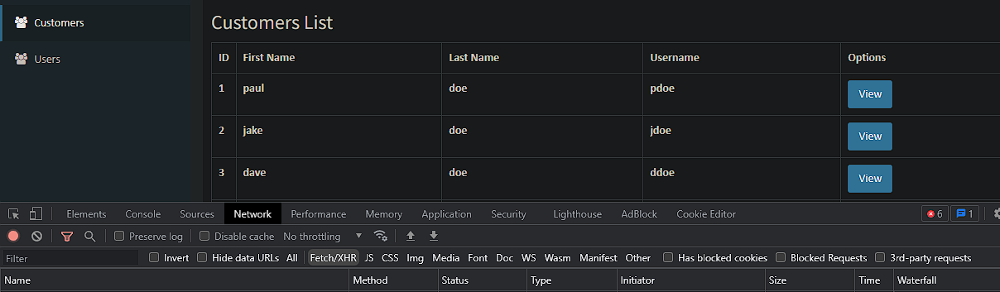 Customers
Users
Customers List
ID First Name Last Name Username Options
1 paul doe pdoe View
2 jake doe jdoe View
3 dave doe ddoe View
Elements Console Sources Network Performance Memory Application Security Lighthouse AdBlock Cookie Editor 6 1
Preserve log Disable cache No throttling
Filter Invert Hide data URLs All Fetch/XHR JS CSS Img Media Font Doc WS Wasm Manifest Other Has blocked cookies Blocked Requests 3rd-party requests
Name Method Status Type Initiator Size Time Waterfall